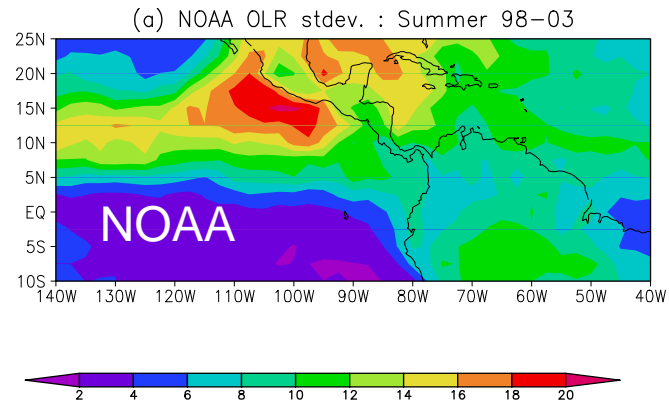 (a) NOAA OLR stdev. : Summer 98–03
25N
20N
15N
10N
5N
EQ
5S
10S
NOAA
140W 130W 120W 110W 100W 90W 80W 70W 60W 50W 40W
2 4 6 8 10 12 14 16 18 20